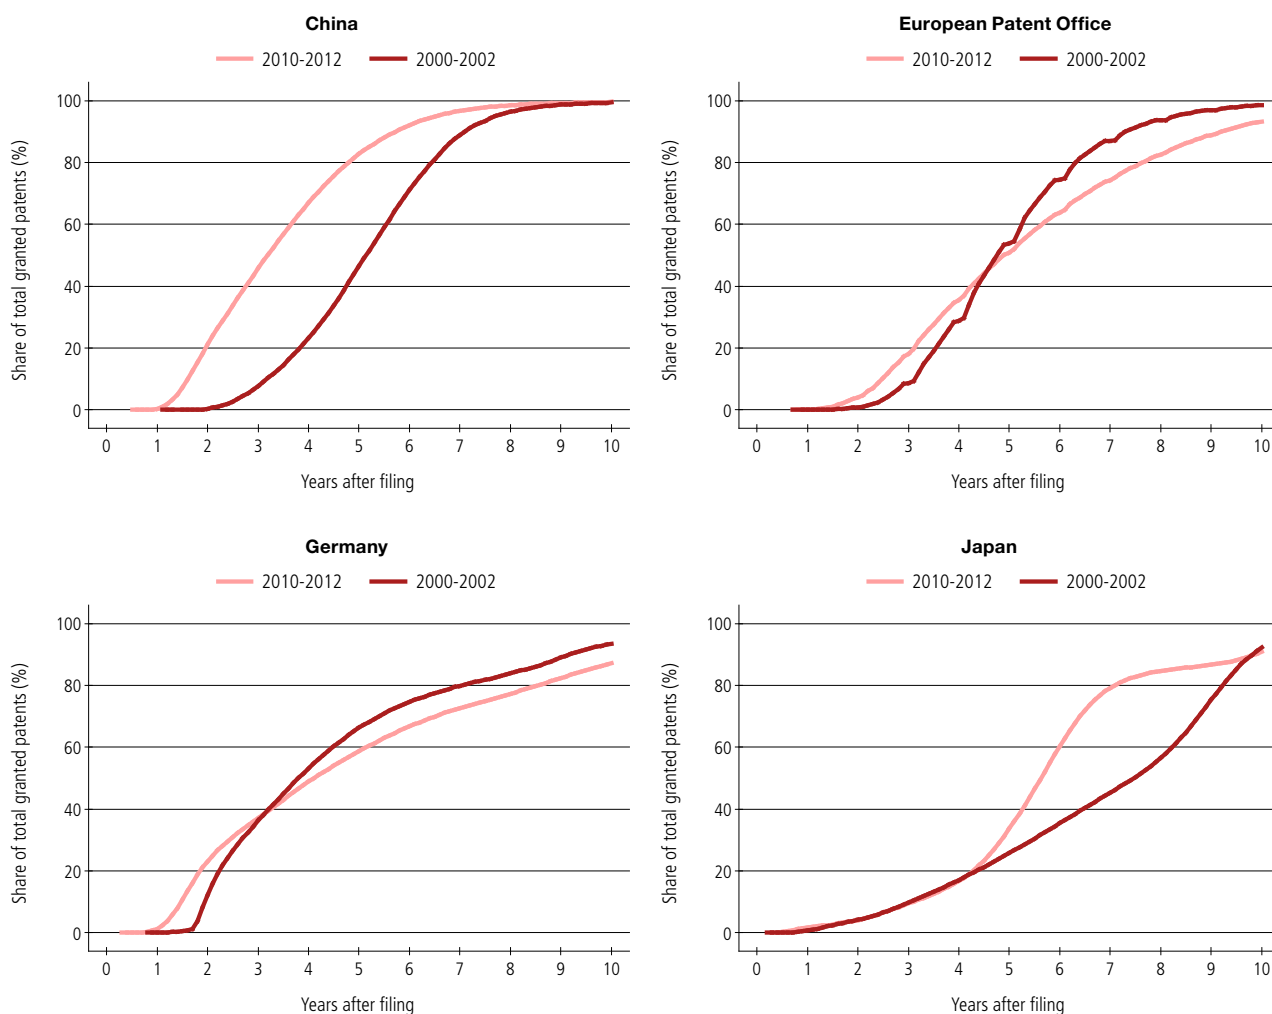 China
2010-2012 2000-2002
Share of total granted patents (%)
100
80
60
40
20
0
0 1 2 3 4 5 6 7 8 9 10
Years after filing
European Patent Office
2010-2012 2000-2002
Share of total granted patents (%)
100
80
60
40
20
0
0 1 2 3 4 5 6 7 8 9 10
Years after filing
Germany
2010-2012 2000-2002
Share of total granted patents (%)
100
80
60
40
20
0
0 1 2 3 4 5 6 7 8 9 10
Years after filing
Japan
2010-2012 2000-2002
Share of total granted patents (%)
100
80
60
40
20
0
0 1 2 3 4 5 6 7 8 9 10
Years after filing